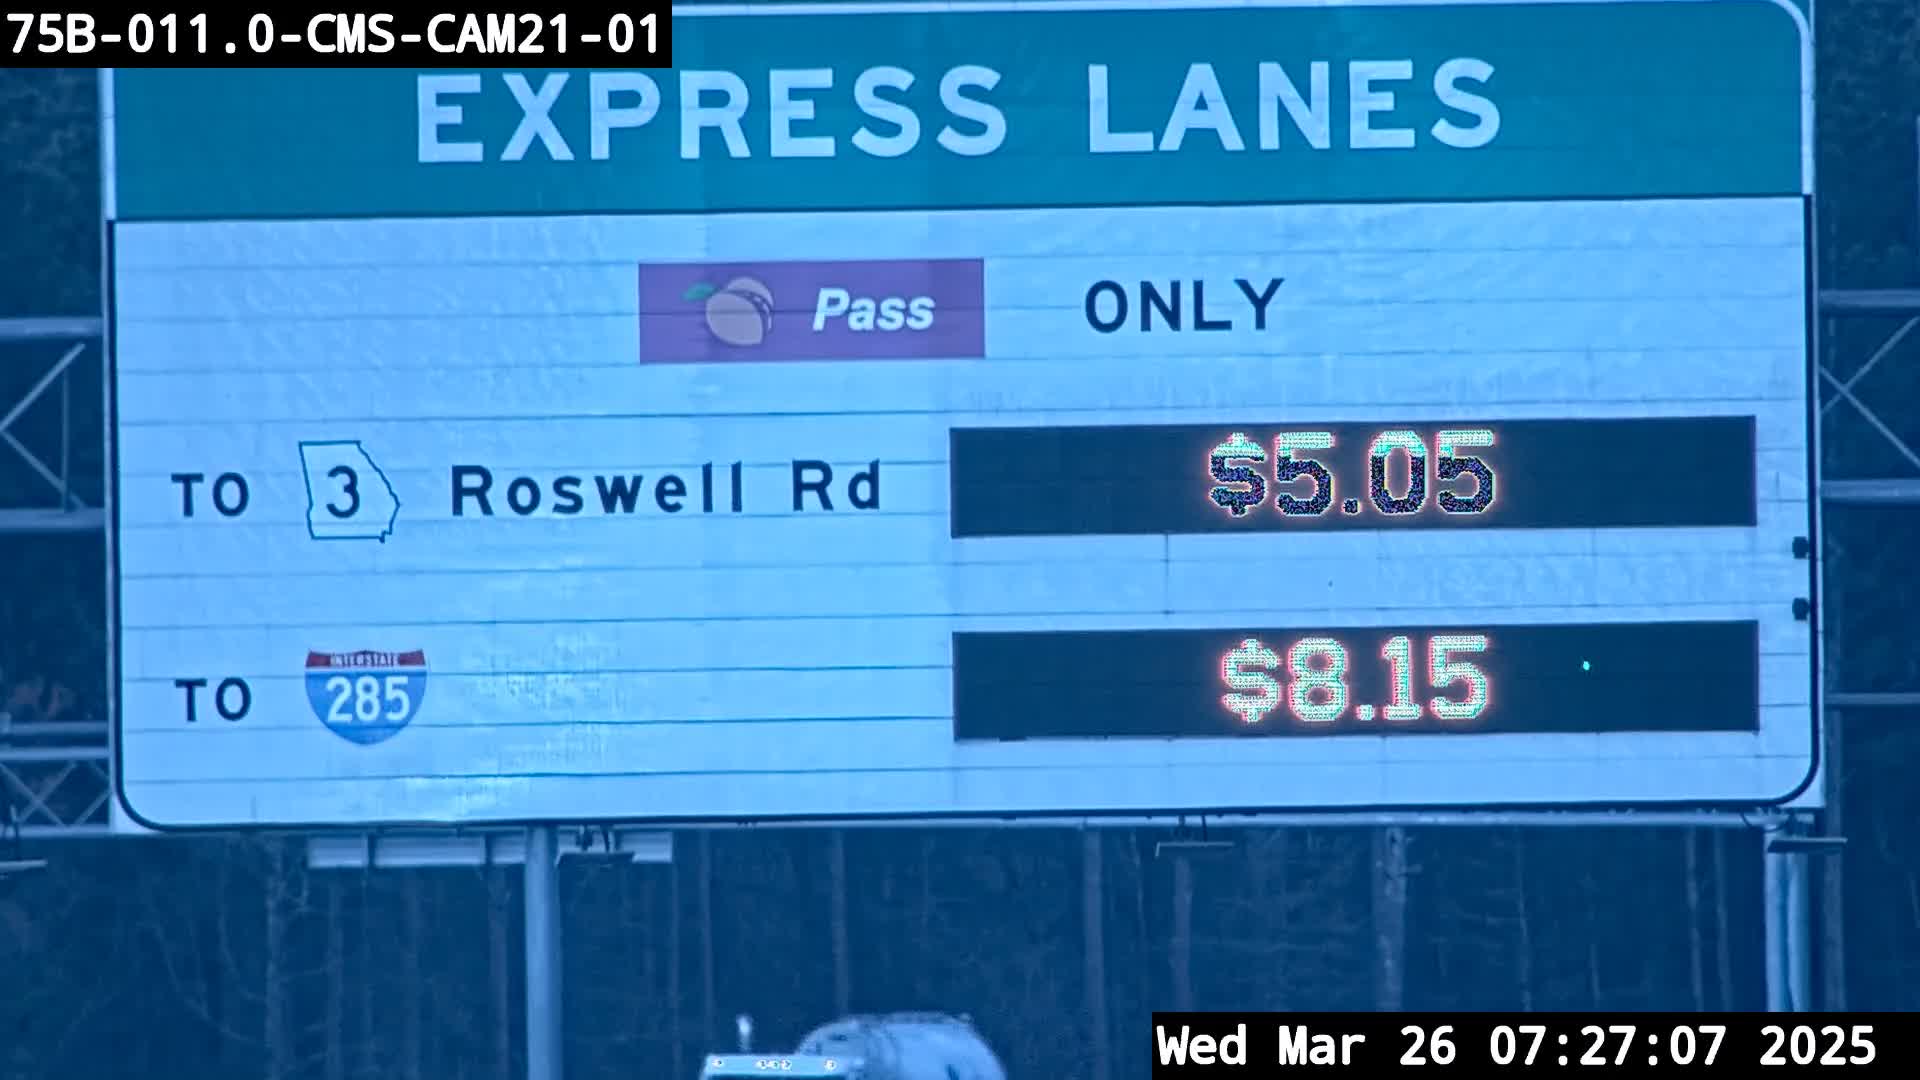 75B-011.0-CMS-CAM21-01
EXPRESS LANES
Pass ONLY
TO 3 Roswell Rd $5.05
TO INTERSTATE 285 $8.15
Wed Mar 26 07:27:07 2025